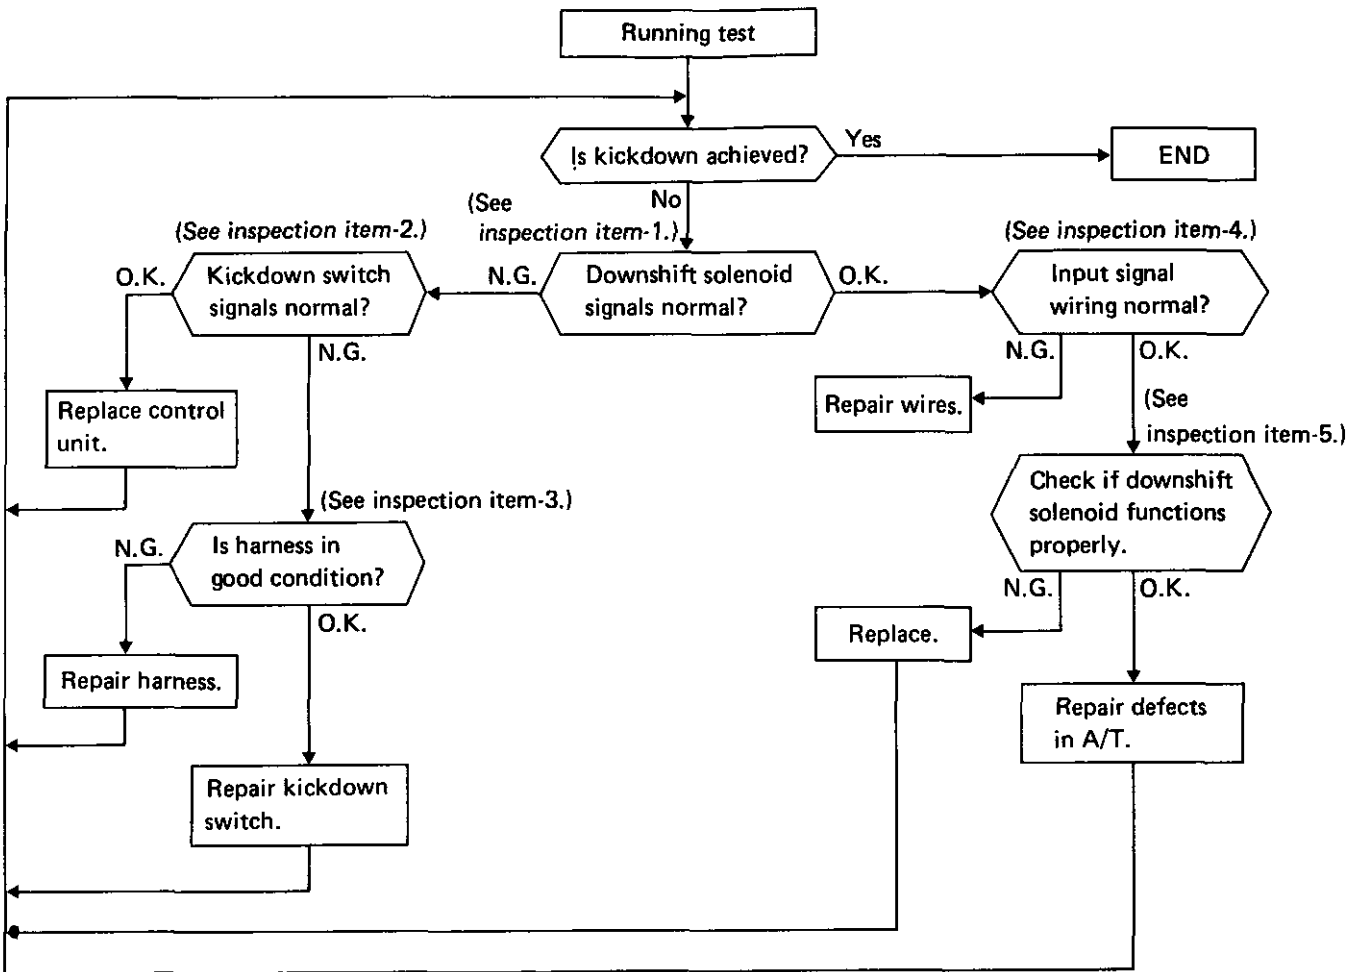 Running test
Is kickdown achieved?
Yes
END
No
(See
inspection item-1.)
(See inspection item-2.)
(See inspection item-4.)
O.K.
Kickdown switch
signals normal?
N.G.
Downshift solenoid
signals normal?
O.K.
Input signal
wiring normal?
N.G.
N.G.
O.K.
Replace control
unit.
Repair wires.
(See
inspection item-5.)
(See inspection item-3.)
Check if downshift
solenoid functions
properly.
N.G.
Is harness in
good condition?
O.K.
N.G.
O.K.
Replace.
Repair harness.
Repair defects
in A/T.
Repair kickdown
switch.